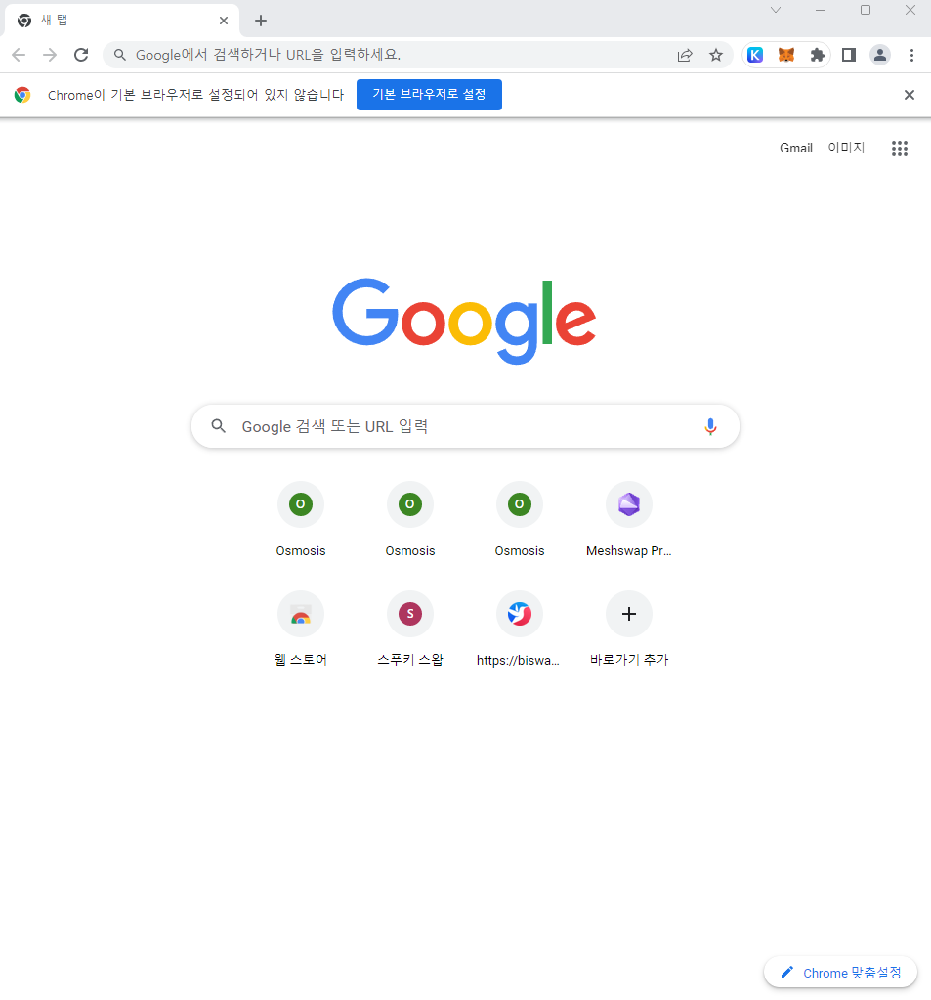 새 탭
Google에서 검색하거나 URL을 입력하세요.
K
Chrome이 기본 브라우저로 설정되어 있지 않습니다 기본 브라우저로 설정
Gmail 이미지
Google
Google 검색 또는 URL 입력
O O O
Osmosis Osmosis Osmosis Meshswap Pr...
S
웹 스토어 스푸키 스왑 https://biswa... 바로가기 추가
Chrome 맞춤설정